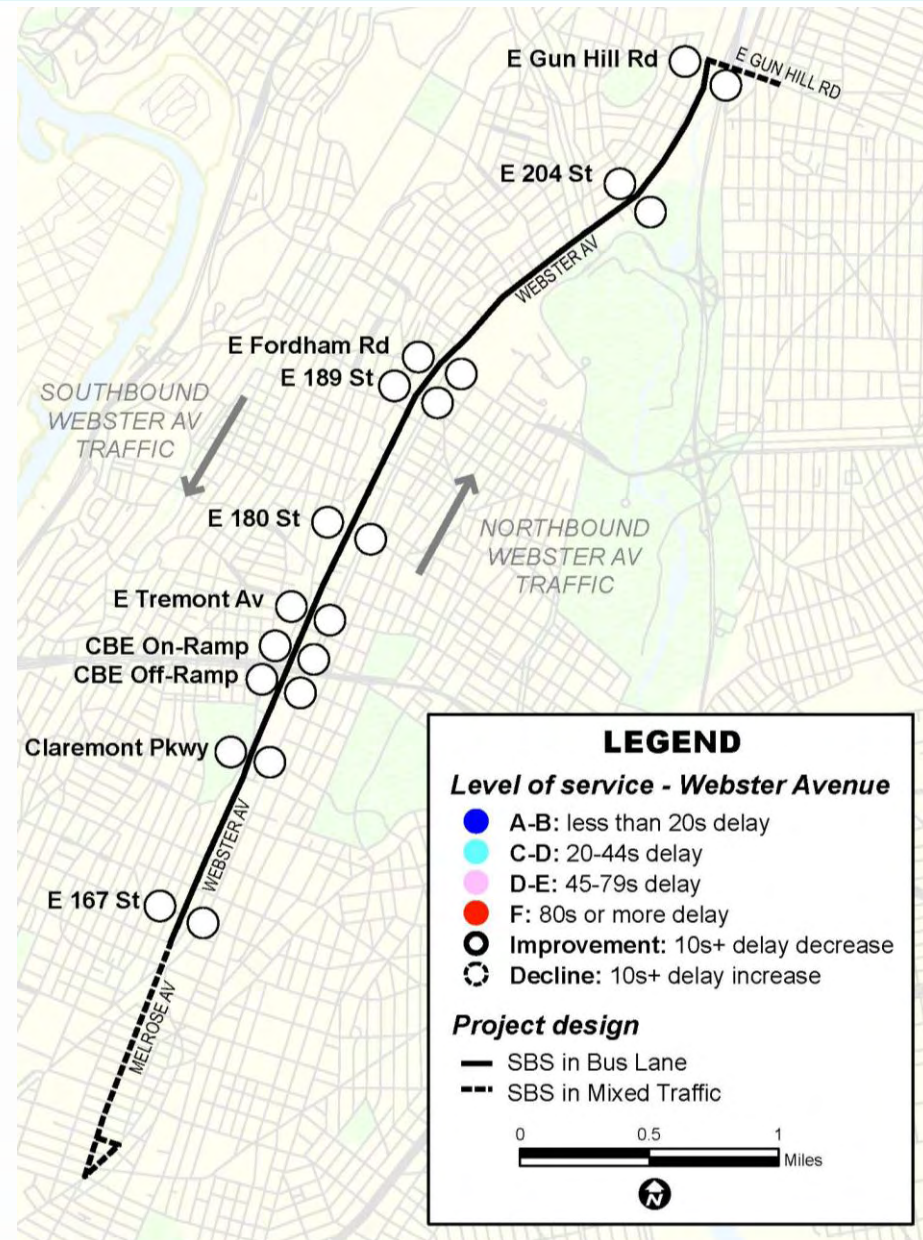 E Gun Hill Rd
E GUN HILL RD
E 204 St
WEBSTER AV
E Fordham Rd
E 189 St
SOUTHBOUND
WEBSTER AV
TRAFFIC
E 180 St
NORTHBOUND
WEBSTER AV
TRAFFIC
E Tremont Av
CBE On-Ramp
CBE Off-Ramp
Claremont Pkwy
WEBSTER AV
E 167 St
MELROSE AV
LEGEND
Level of service - Webster Avenue
A-B: less than 20s delay
C-D: 20-44s delay
D-E: 45-79s delay
F: 80s or more delay
Improvement: 10s+ delay decrease
Decline: 10s+ delay increase
Project design
SBS in Bus Lane
SBS in Mixed Traffic
0 0.5 1
Miles
N